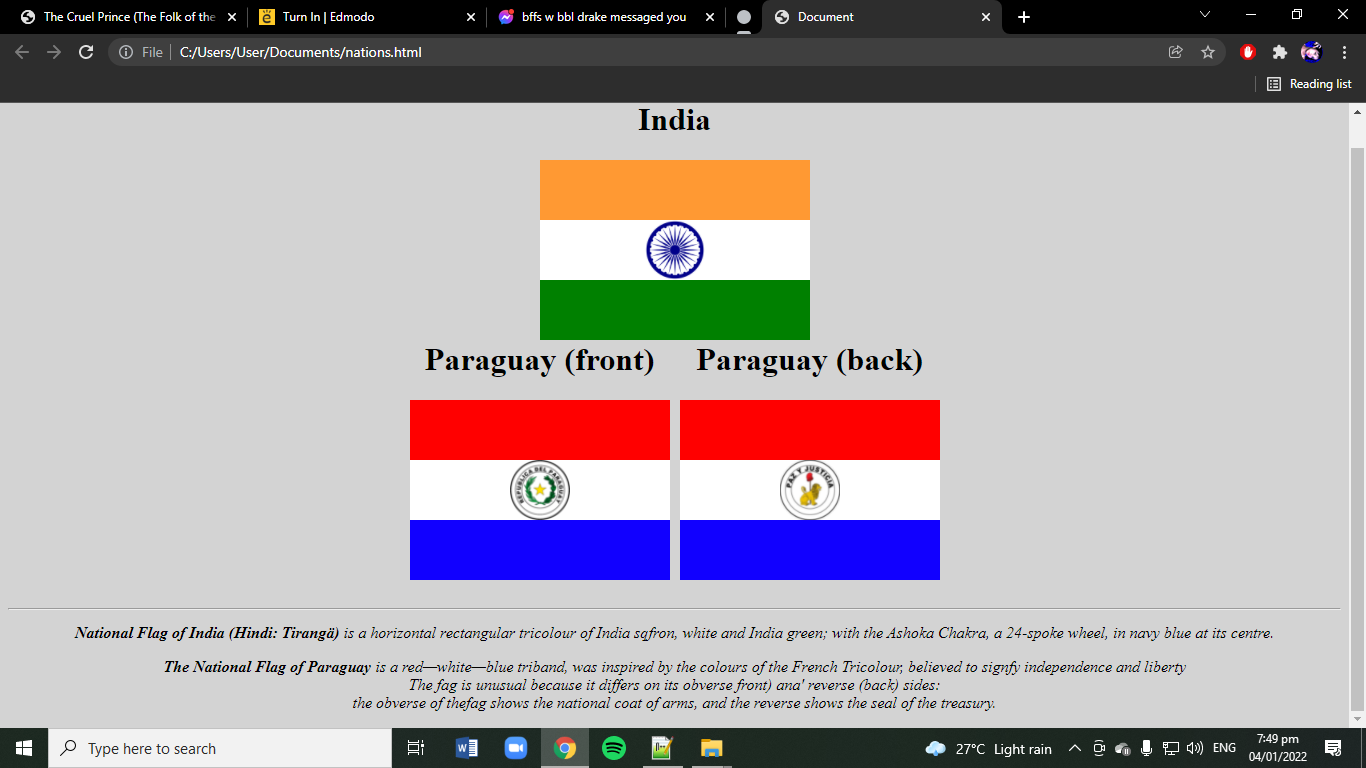 The Cruel Prince (The Folk of the
Turn In | Edmodo
bffs w bbl drake messaged you
Document
File
C:/Users/User/Documents/nations.html
Reading list
India
Paraguay (front)
Paraguay (back)
REPUBLICA DEL PARAGUAY
PAZ Y JUSTICIA
National Flag of India (Hindi: Tirangä) is a horizontal rectangular tricolour of India sqfron, white and India green; with the Ashoka Chakra, a 24-spoke wheel, in navy blue at its centre.
The National Flag of Paraguay is a red—white—blue triband, was inspired by the colours of the French Tricolour, believed to signfy independence and liberty
The fag is unusual because it differs on its obverse front) ana' reverse (back) sides:
the obverse of thefag shows the national coat of arms, and the reverse shows the seal of the treasury.
Type here to search
27°C Light rain
ENG
7:49 pm
04/01/2022